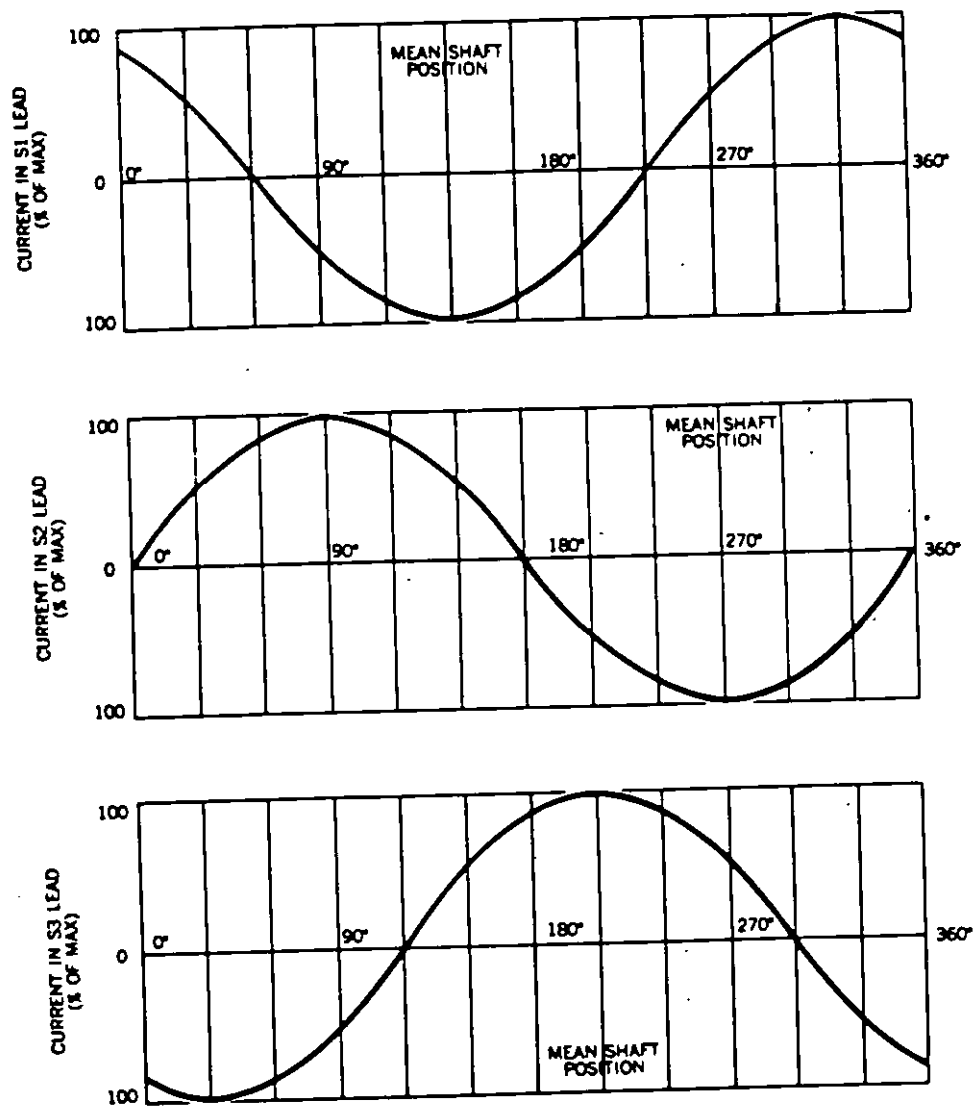 CURRENT IN S1 LEAD
(% OF MAX)
100
0
100
MEAN SHAFT
POSITION
0°
90°
180°
270°
360°
CURRENT IN S2 LEAD
(% OF MAX)
100
0
100
MEAN SHAFT
POSITION
0°
90°
180°
270°
360°
CURRENT IN S3 LEAD
(% OF MAX)
100
0
100
0°
90°
180°
270°
360°
MEAN SHAFT
POSITION